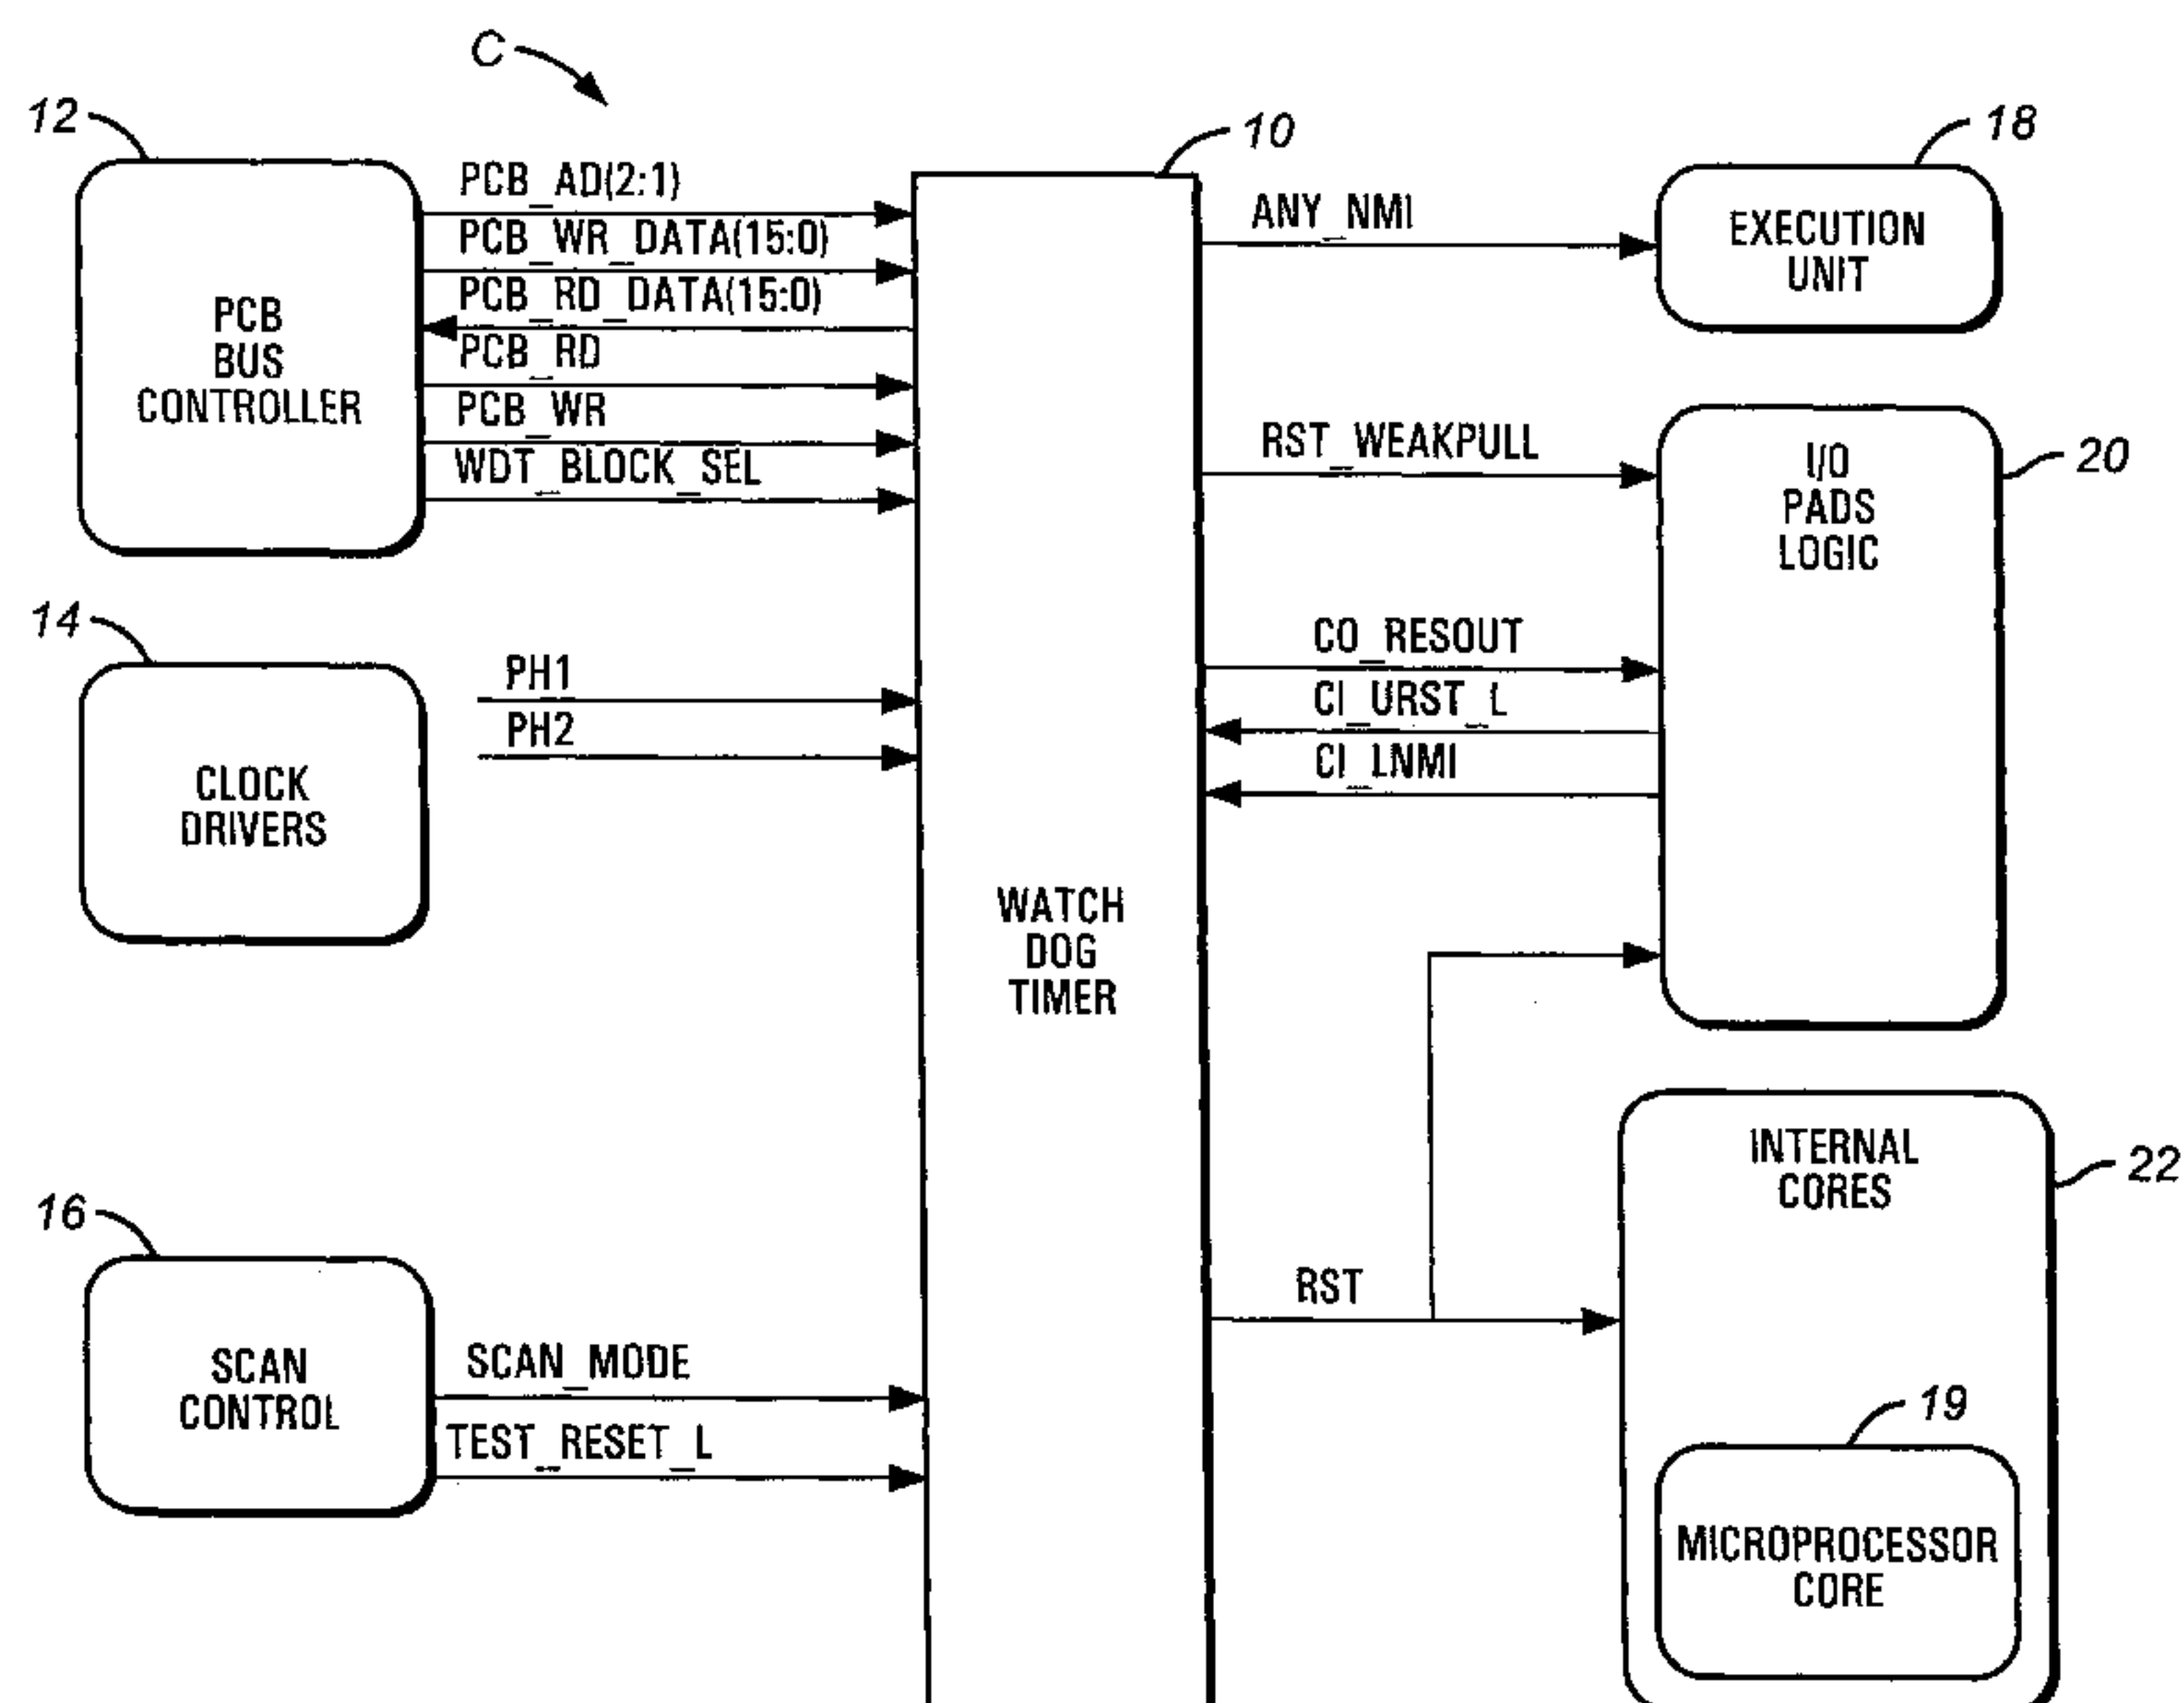 C
12
10
18
PCB_AD(2:1)
PCB_WR_DATA(15:0)
PCB_RD_DATA(15:0)
PCB_RD
PCB_WR
WDT_BLOCK_SEL
PCB
BUS
CONTROLLER
ANY_NMI
EXECUTION
UNIT
RST_WEAKPULL
I/O
PADS
LOGIC
20
14
PH1
PH2
CLOCK
DRIVERS
CO_RESOUT
CI_URST_L
CI_LNMI
WATCH
DOG
TIMER
INTERNAL
CORES
22
16
SCAN
CONTROL
SCAN_MODE
TEST_RESET_L
RST
19
MICROPROCESSOR
CORE